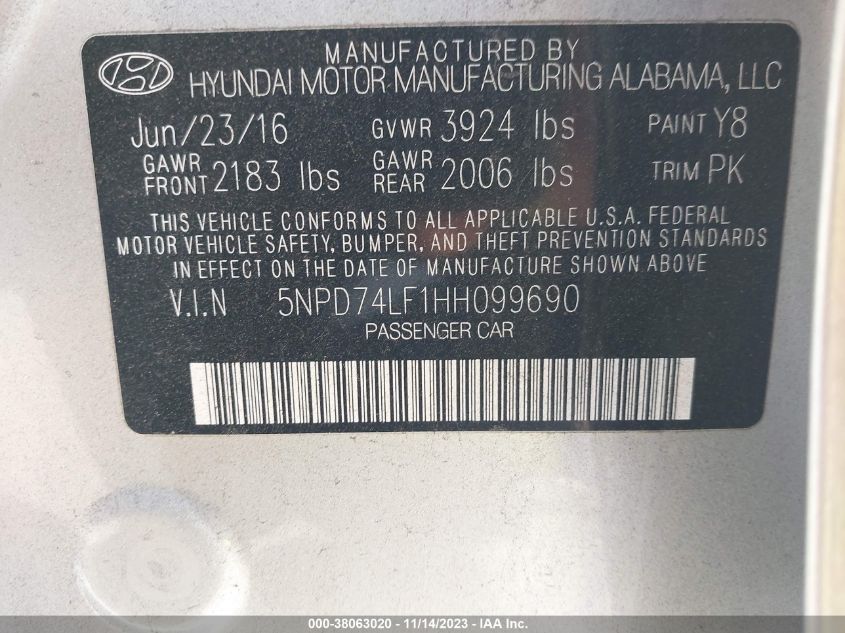 MANUFACTURED BY
HYUNDAI MOTOR MANUFACTURING ALABAMA, LLC
Jun/23/16 GVWR 3924 lbs PAINT Y8
GAWR FRONT 2183 lbs GAWR REAR 2006 lbs TRIM PK
THIS VEHICLE CONFORMS TO ALL APPLICABLE U.S.A. FEDERAL
MOTOR VEHICLE SAFETY, BUMPER, AND THEFT PREVENTION STANDARDS
IN EFFECT ON THE DATE OF MANUFACTURE SHOWN ABOVE
V.I.N 5NPD74LF1HH099690
PASSENGER CAR
000-38063020 - 11/14/2023 - IAA Inc.